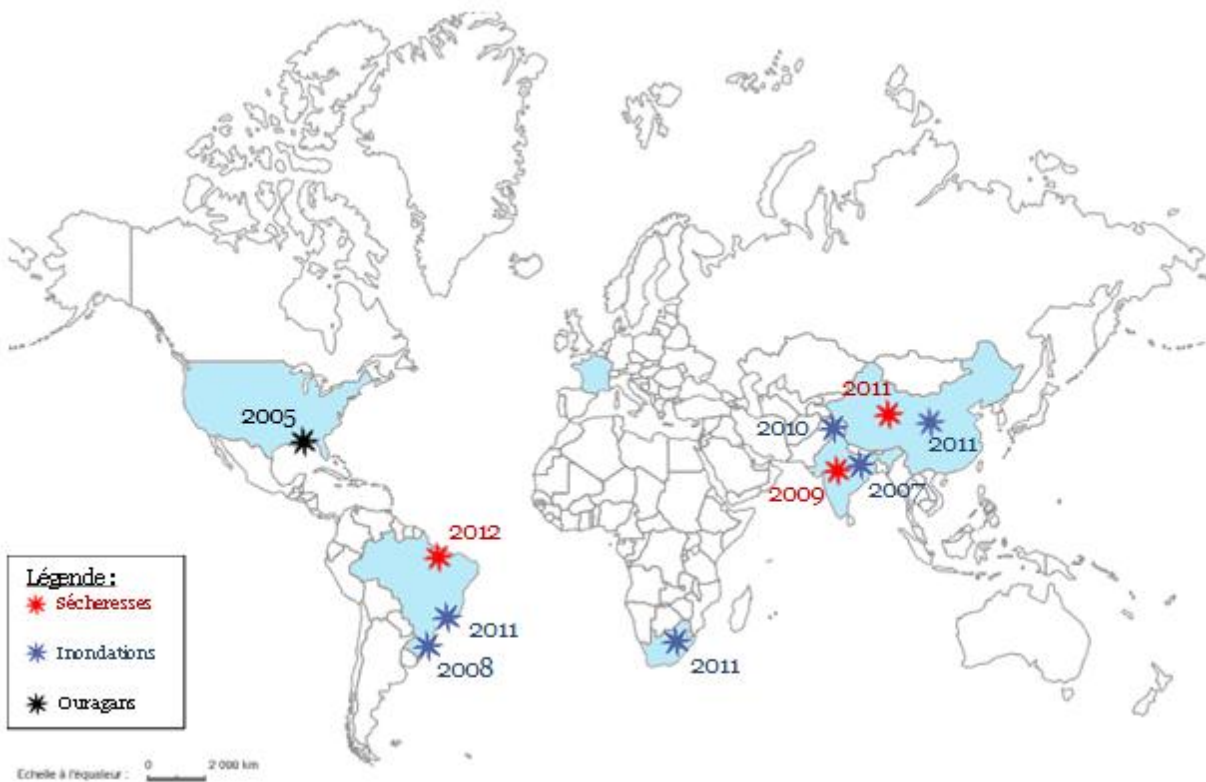 2005
2011
2010
2011
2009
2007
2012
2011
2008
2011
Légende :
Sécheresses
Inondations
Ouragans
Echelle à l'équateur :
0
2 000 km